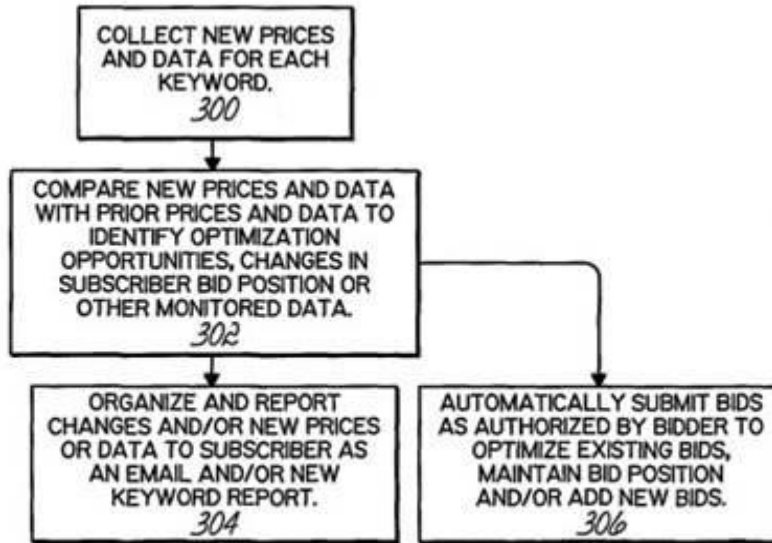 COLLECT NEW PRICES
AND DATA FOR EACH
KEYWORD.
300
COMPARE NEW PRICES AND DATA
WITH PRIOR PRICES AND DATA TO
IDENTIFY OPTIMIZATION
OPPORTUNITIES, CHANGES IN
SUBSCRIBER BID POSITION OR
OTHER MONITORED DATA.
302
ORGANIZE AND REPORT
CHANGES AND/OR NEW PRICES
OR DATA TO SUBSCRIBER AS
AN EMAIL AND/OR NEW
KEYWORD REPORT.
304
AUTOMATICALLY SUBMIT BIDS
AS AUTHORIZED BY BIDDER TO
OPTIMIZE EXISTING BIDS,
MAINTAIN BID POSITION
AND/OR ADD NEW BIDS.
306